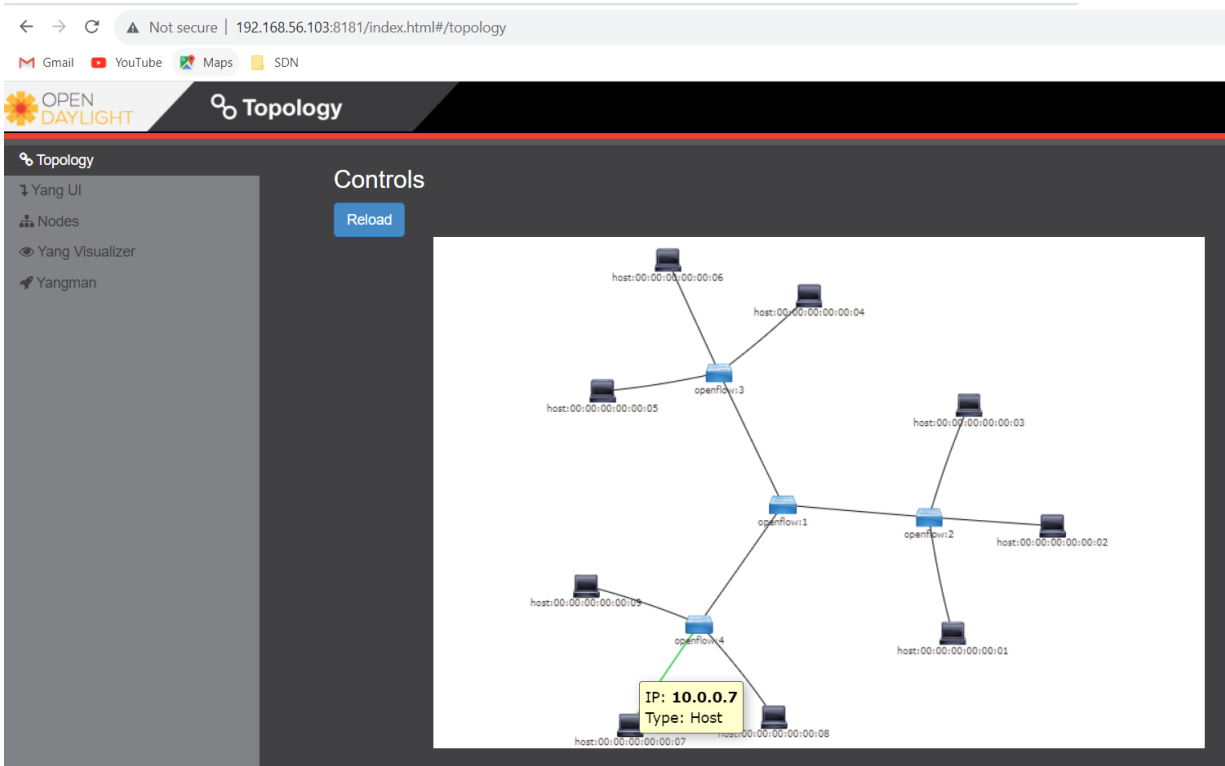 Not secure | 192.168.56.103:8181/index.html#/topology
Gmail YouTube Maps SDN
OPEN
DAYLIGHT
Topology
Topology
Yang UI
Nodes
Yang Visualizer
Yangman
Controls
Reload
host:00:00:00:00:00:06
host:00:00:00:00:00:04
openflow:3
host:00:00:00:00:00:05
host:00:00:00:00:00:03
openflow:1
openflow:2
host:00:00:00:00:00:02
host:00:00:00:00:00:09
openflow:4
host:00:00:00:00:00:01
IP: 10.0.0.7
Type: Host
host:00:00:00:00:00:08
host:00:00:00:00:00:07